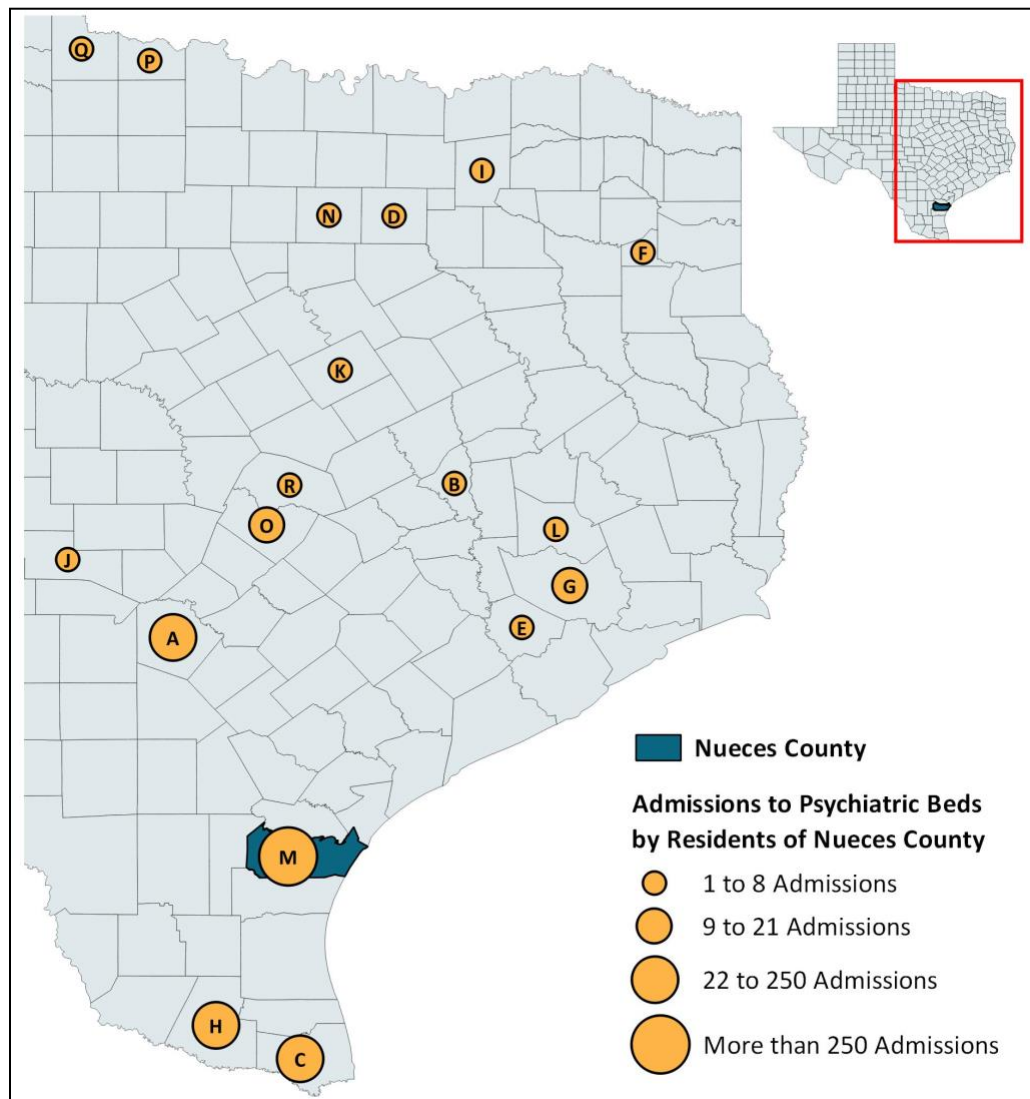 Q
P
I
N
D
F
K
R
B
O
L
J
G
E
A
Nueces County
Admissions to Psychiatric Beds
by Residents of Nueces County
M
1 to 8 Admissions
9 to 21 Admissions
22 to 250 Admissions
H
More than 250 Admissions
C